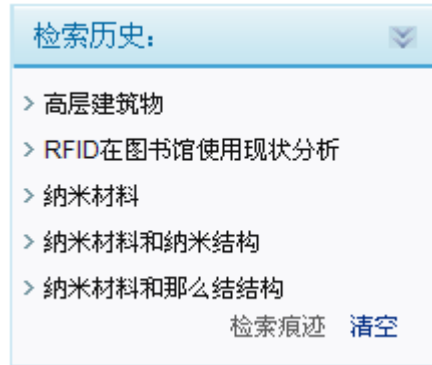 检索历史:
高层建筑物
RFID在图书馆使用现状分析
纳米材料
纳米材料和纳米结构
纳米材料和那么结结构
检索痕迹 清空